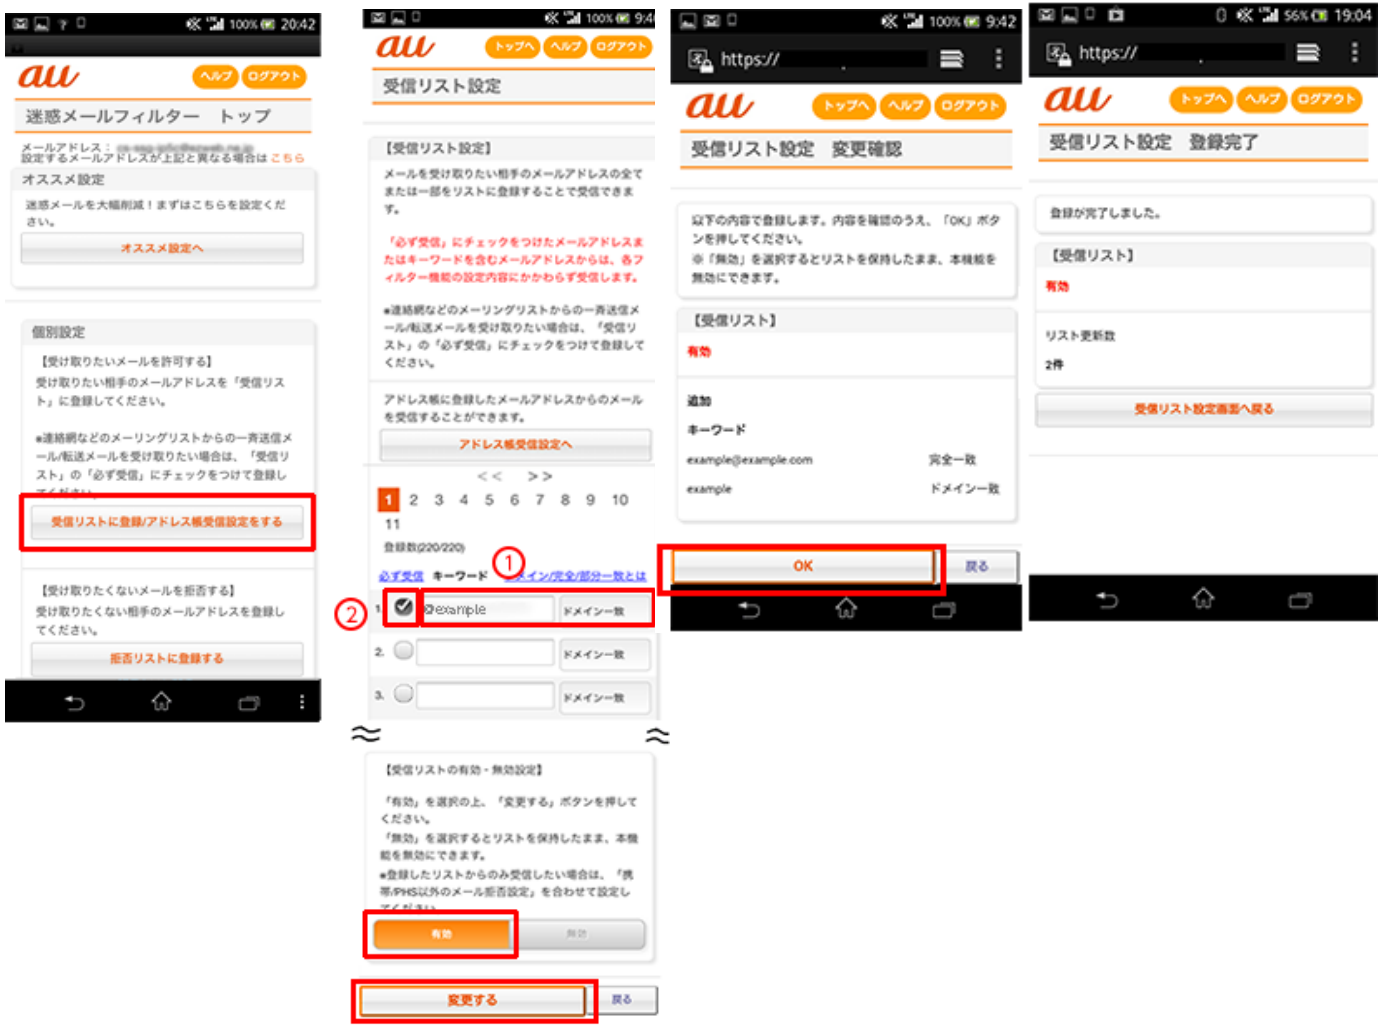 100% 20:42
au
ヘルプ ログアウト
迷惑メールフィルター トップ
メールアドレス：
設定するメールアドレスが上記と異なる場合は こちら
オススメ設定
迷惑メールを大幅削減！まずはこちらを設定くだ
さい。
オススメ設定へ
個別設定
【受け取りたいメールを許可する】
受け取りたい相手のメールアドレスを「受信リス
ト」に登録してください。
※連絡網などのメーリングリストからの一斉送信メ
ール/転送メールを受け取りたい場合は、「受信リ
スト」の「必ず受信」にチェックをつけて登録し
てください。
受信リストに登録/アドレス帳受信設定をする
【受け取りたくないメールを拒否する】
受け取りたくない相手のメールアドレスを登録し
てください。
拒否リストに登録する
100% 9:4
au
トップへ ヘルプ ログアウト
受信リスト設定
【受信リスト設定】
メールを受け取りたい相手のメールアドレスの全て
または一部をリストに登録することで受信できま
す。
「必ず受信」にチェックをつけたメールアドレスま
たはキーワードを含むメールアドレスからは、各フ
ィルター機能の設定内容にかかわらず受信します。
※連絡網などのメーリングリストからの一斉送信メ
ール/転送メールを受け取りたい場合は、「受信リ
スト」の「必ず受信」にチェックをつけて登録して
ください。
アドレス帳に登録したメールアドレスからのメール
を受信することができます。
アドレス帳受信設定へ
<< >>
1 2 3 4 5 6 7 8 9 10
11
登録数(220/220)
①
必ず受信 キーワード ドメイン/完全/部分一致とは
② 1. @example ドメイン一致
2. ドメイン一致
3. ドメイン一致
≈ ≈
【受信リストの有効・無効設定】
「有効」を選択の上、「変更する」ボタンを押して
ください。
「無効」を選択するとリストを保持したまま、本機
能を無効にできます。
※登録したリストからのみ受信したい場合は、「携
帯/PHS以外のメール拒否設定」を合わせて設定し
てください。
有効 無効
変更する 戻る
100% 9:42
https://
au
トップへ ヘルプ ログアウト
受信リスト設定 変更確認
以下の内容で登録します。内容を確認のうえ、「OK」ボタ
ンを押してください。
※「無効」を選択するとリストを保持したまま、本機能を
無効にできます。
【受信リスト】
有効
追加
キーワード
example@example.com 完全一致
example ドメイン一致
OK 戻る
56% 19:04
https://
au
トップへ ヘルプ ログアウト
受信リスト設定 登録完了
登録が完了しました。
【受信リスト】
有効
リスト更新数
2件
受信リスト設定画面へ戻る